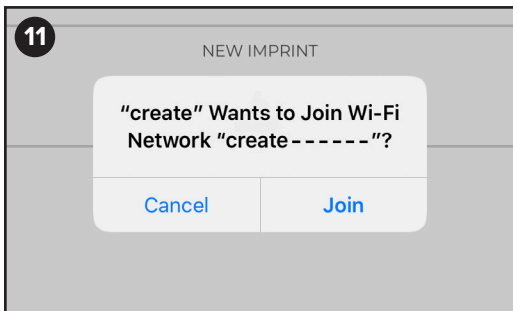 11
NEW IMPRINT
“create” Wants to Join Wi-Fi
Network “create------”?
Cancel Join